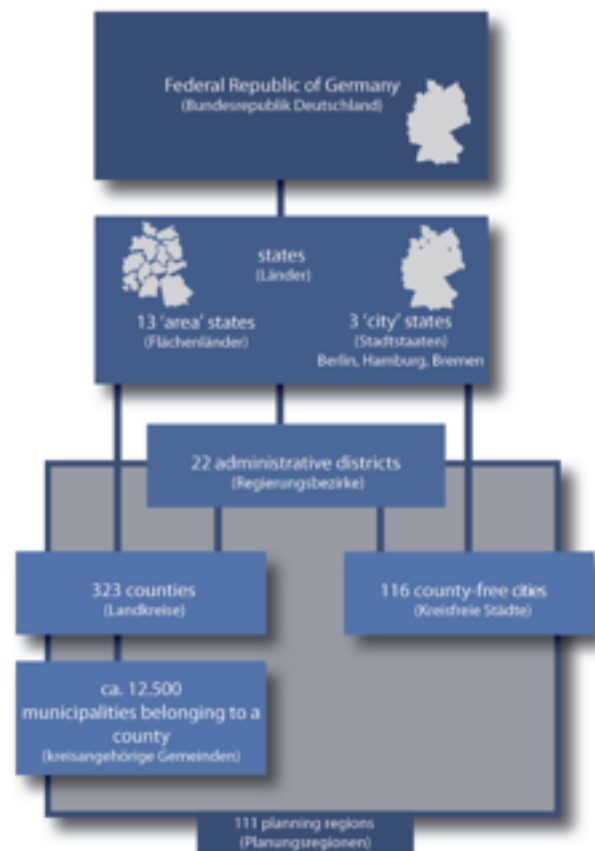 Federal Republic of Germany
(Bundesrepublik Deutschland)
states
(Länder)
13 'area' states
(Flächenländer)
3 'city' states
(Stadtstaaten)
Berlin, Hamburg, Bremen
22 administrative districts
(Regierungsbezirke)
323 counties
(Landkreise)
116 county-free cities
(Kreisfreie Städte)
ca. 12.500
municipalities belonging to a
county
(kreisangehörige Gemeinden)
111 planning regions
(Planungsregionen)